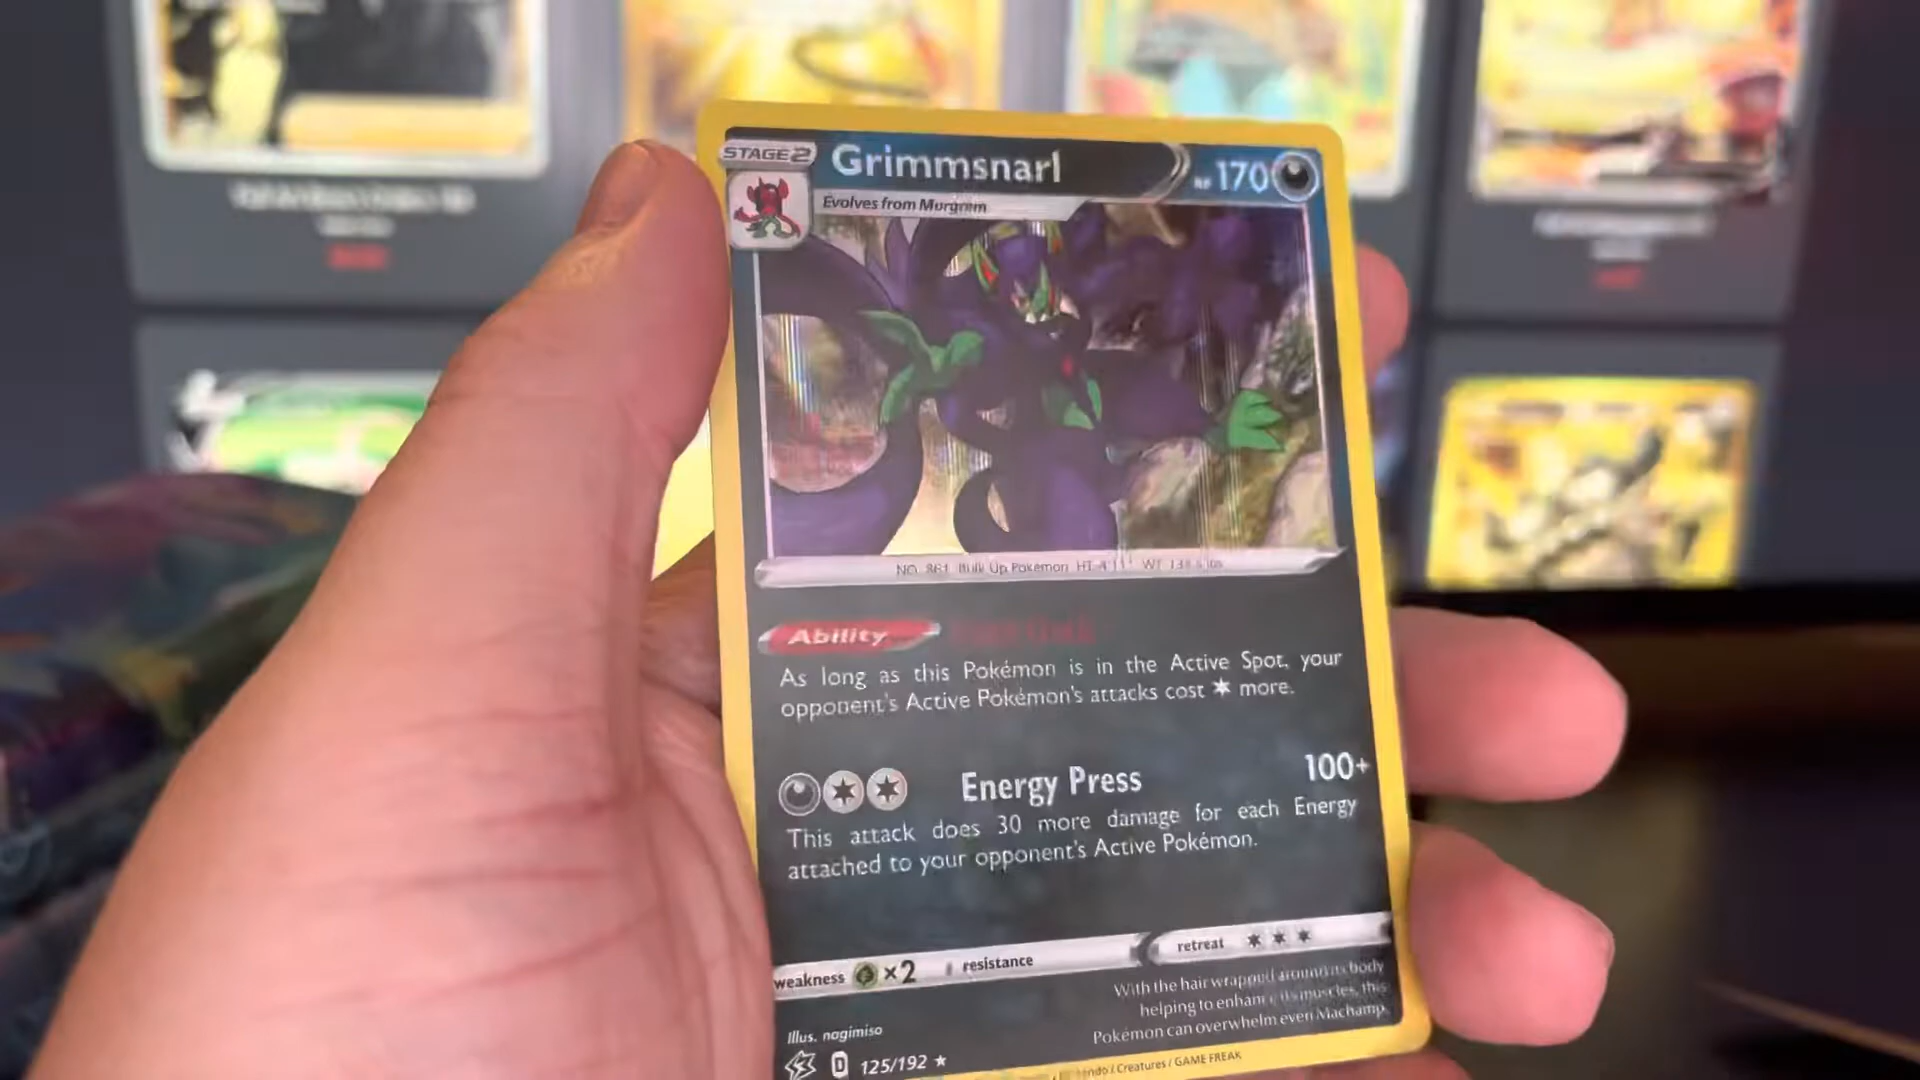 STAGE 2
Grimmsnarl
HP 170
Evolves from Morgrem
NO. 861 Bulk Up Pokémon HT 4'11" WT
Ability
As long as this Pokémon is in the Active Spot, your
opponent's Active Pokémon's attacks cost more.
Energy Press 100+
This attack does 30 more damage for each Energy
attached to your opponent's Active Pokémon.
weakness ×2 resistance
retreat
With the hair wrapped around its body
helping to enhance its muscles, this
Pokémon can overwhelm even Machamp.
Illus. nagimiso
D 125/192 ★
/ Creatures / GAME FREAK